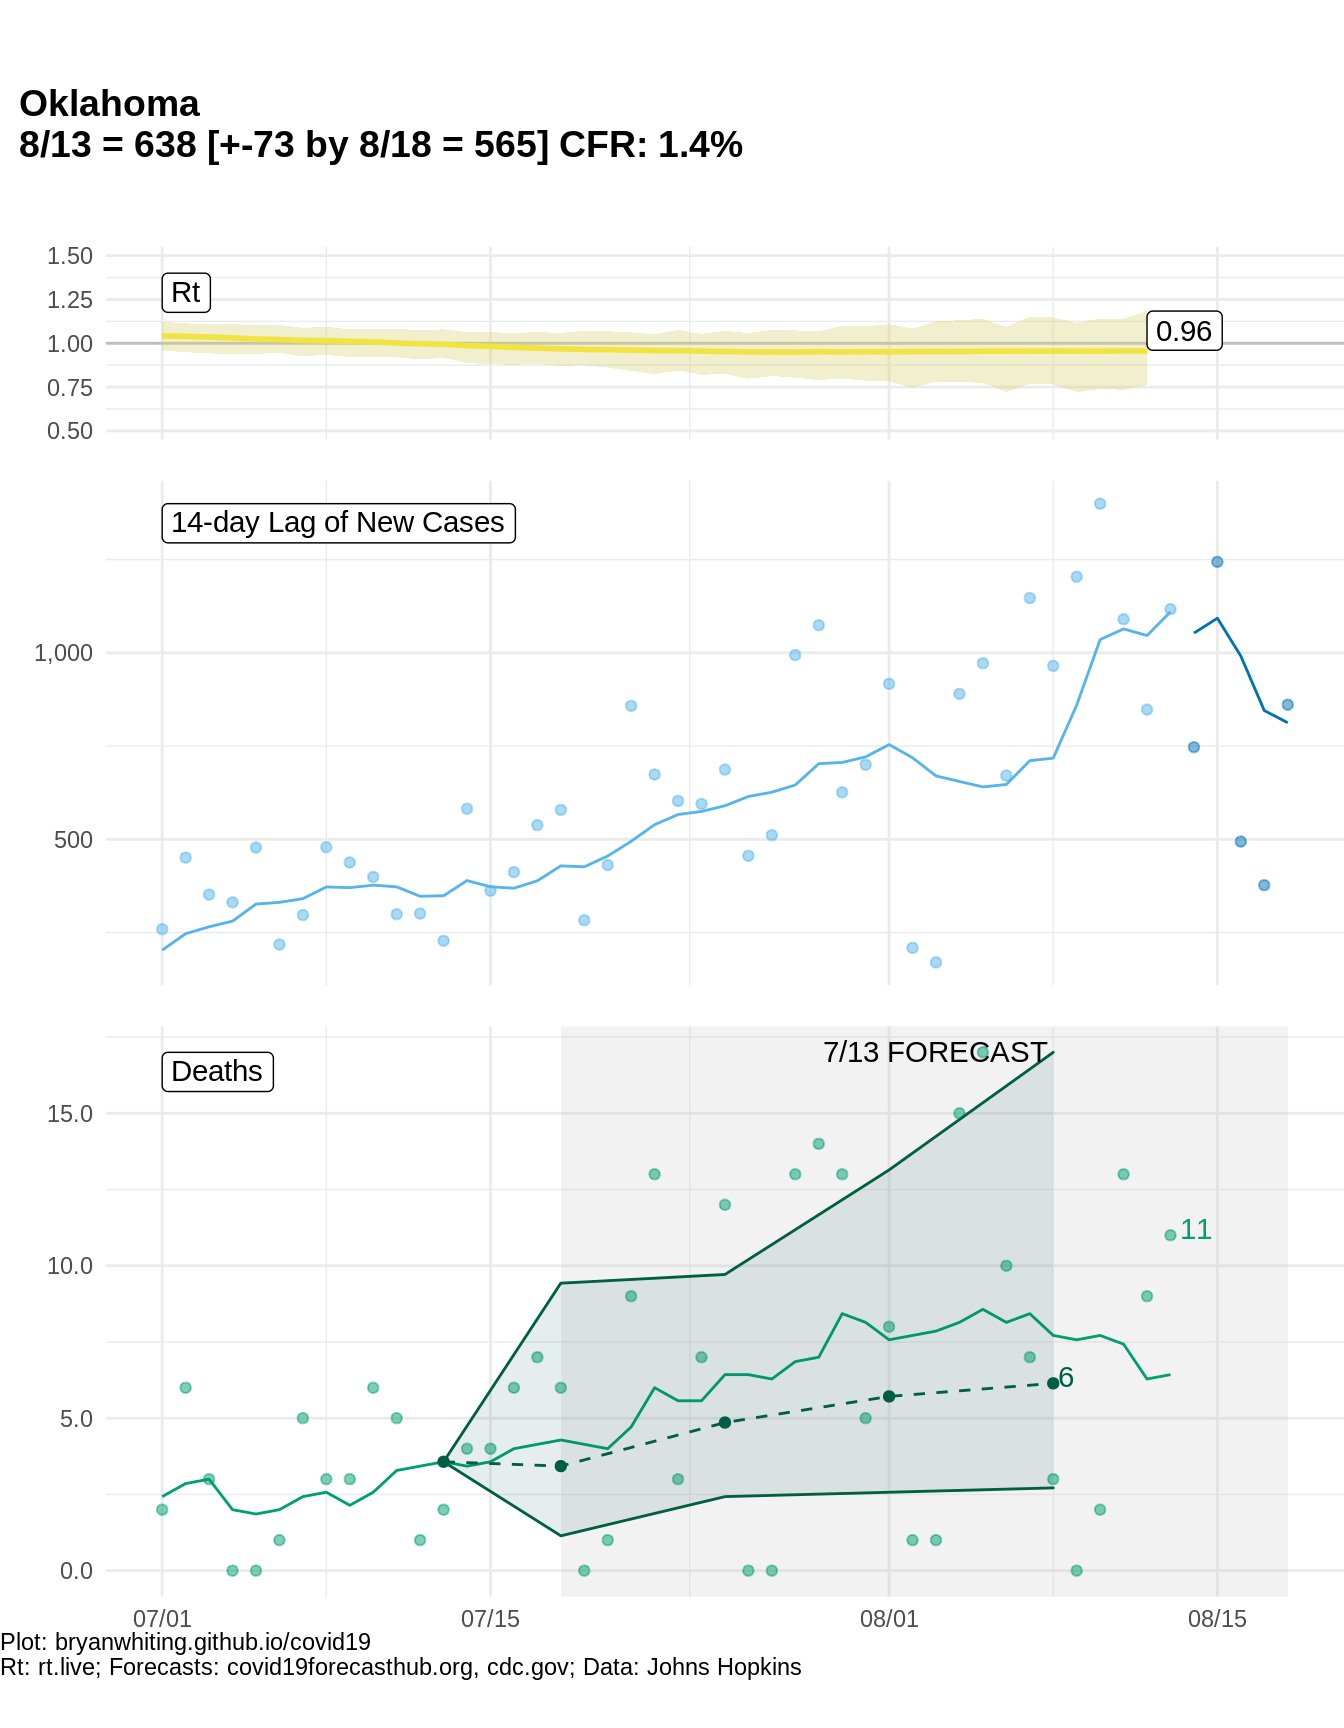 Oklahoma
8/13 = 638 [+-73 by 8/18 = 565] CFR: 1.4%
1.50
Rt
1.25
1.00
0.96
0.75
0.50
14-day Lag of New Cases
1,000
500
7/13 FORECAST
Deaths
15.0
11
10.0
6
5.0
0.0
07/01 07/15 08/01 08/15
Plot: bryanwhiting.github.io/covid19
Rt: rt.live; Forecasts: covid19forecasthub.org, cdc.gov; Data: Johns Hopkins